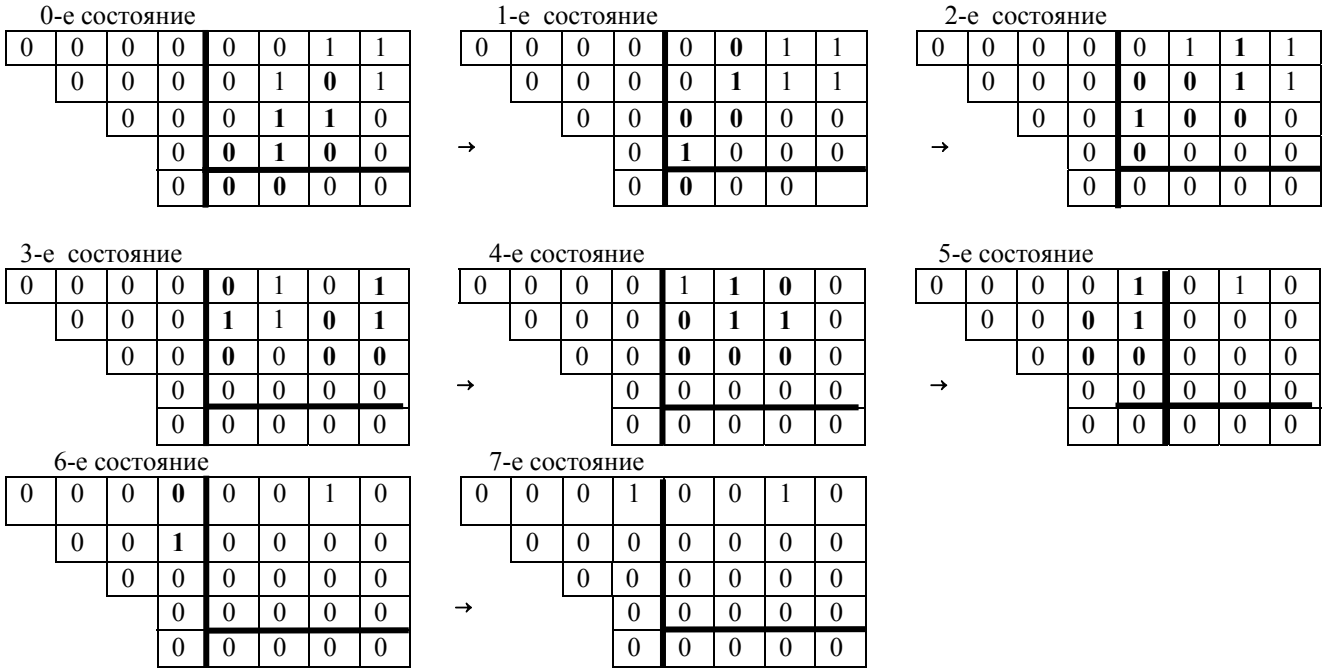 0-е состояние 1-е состояние 2-е состояние
0 0 0 0 0 0 1 1 0 0 0 0 0 0 1 1 0 0 0 0 0 1 1 1
0 0 0 0 1 0 1 0 0 0 0 1 1 1 0 0 0 0 0 1 1
0 0 0 1 1 0 0 0 0 0 0 0 0 0 1 0 0 0
0 0 1 0 0 → 0 1 0 0 0 → 0 0 0 0 0
0 0 0 0 0 0 0 0 0 0 0 0 0 0
3-е состояние 4-е состояние 5-е состояние
0 0 0 0 0 1 0 1 0 0 0 0 1 1 0 0 0 0 0 0 1 0 1 0
0 0 0 1 1 0 1 0 0 0 0 1 1 0 0 0 0 1 0 0 0
0 0 0 0 0 0 0 0 0 0 0 0 0 0 0 0 0 0
0 0 0 0 0 → 0 0 0 0 0 → 0 0 0 0 0
0 0 0 0 0 0 0 0 0 0 0 0 0 0 0
6-е состояние 7-е состояние
0 0 0 0 0 0 1 0 0 0 0 1 0 0 1 0
0 0 1 0 0 0 0 0 0 0 0 0 0 0
0 0 0 0 0 0 0 0 0 0 0 0
0 0 0 0 0 → 0 0 0 0 0
0 0 0 0 0 0 0 0 0 0